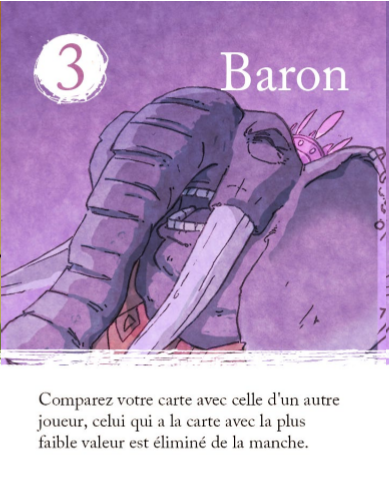 3
Baron
Comparez votre carte avec celle d'un autre
joueur, celui qui a la carte avec la plus
faible valeur est éliminé de la manche.